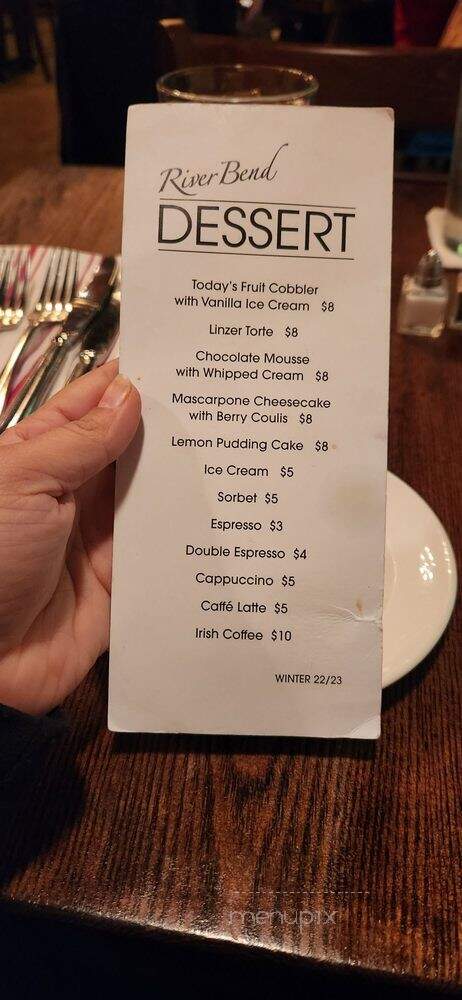 River Bend
DESSERT
Today's Fruit Cobbler
with Vanilla Ice Cream $8
Linzer Torte $8
Chocolate Mousse
with Whipped Cream $8
Mascarpone Cheesecake
with Berry Coulis $8
Lemon Pudding Cake $8
Ice Cream $5
Sorbet $5
Espresso $3
Double Espresso $4
Cappuccino $5
Caffé Latte $5
Irish Coffee $10
WINTER 22/23
menupix